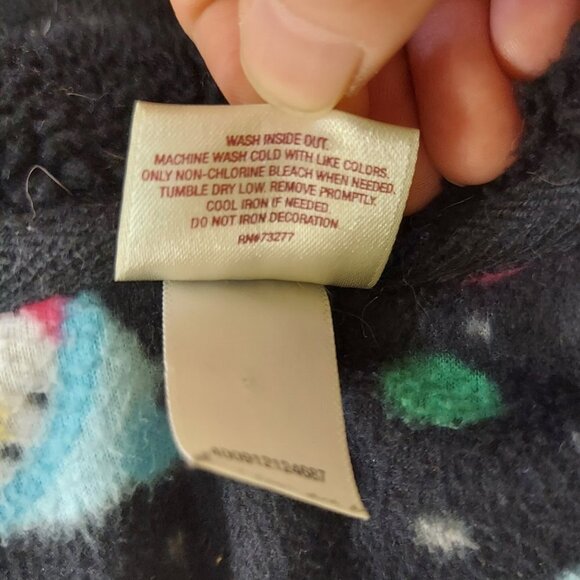 WASH INSIDE OUT.
MACHINE WASH COLD WITH LIKE COLORS.
ONLY NON-CHLORINE BLEACH WHEN NEEDED.
TUMBLE DRY LOW. REMOVE PROMPTLY.
COOL IRON IF NEEDED.
DO NOT IRON DECORATION
RN#73277
400912124687